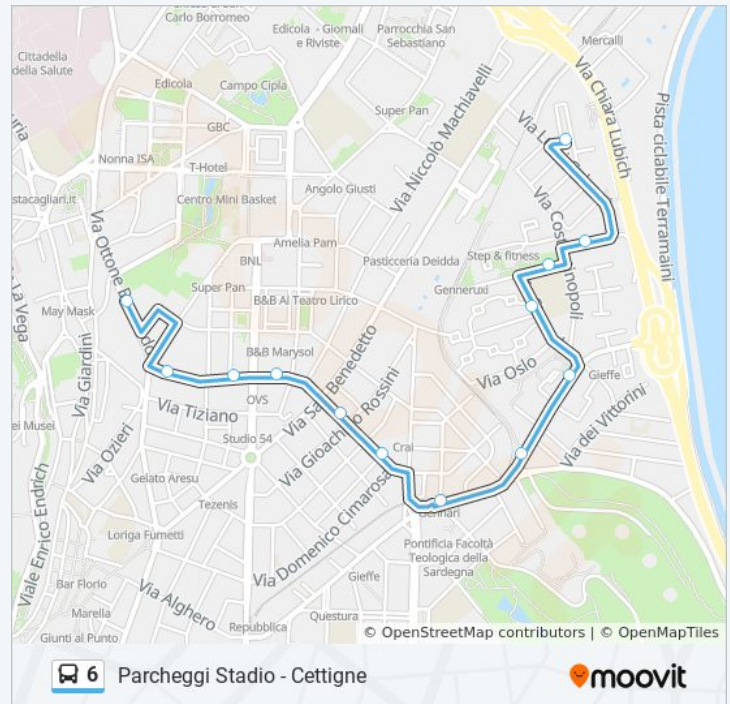 Carlo Borromeo
Edicola - Giornali
e Riviste
Parrocchia San
Sebastiano
Mercalli
Cittadella
della Salute
Edicola
Campo Cipla
Via Niccolò Machiavelli
Super Pan
Via Chiara Lubich
Pista ciclabile Terramaini
GBC
Nonna ISA
T-Hotel
Angolo Giusti
Centro Mini Basket
Via Ottone
Amelia Pam
BNL
Pasticceria Deidda
Step & fitness
Genneruxi
Super Pan
B&B Al Teatro Lirico
May Mask
Via Giardini
B&B Marysol
Via San Benedetto
Via Oslo
Gieffe
OVS
Via Tiziano
Via Gioachino Rossini
Via dei Vittorini
ei Musei
Via Ozieri
Studio 54
Crai
Viale Enrico Endrich
Gelato Aresu
Tezenis
Via Domenico Cimarosa
Gennari
Loriga Fumetti
Pontificia Facoltà
Teologica della
Sardegna
Gieffe
Bar Florio
Via Alghero
Marella
Questura
Giunti al Punto
Repubblica
© OpenStreetMap contributors | © OpenMapTiles
6 Parcheggi Stadio - Cettigne
moovit